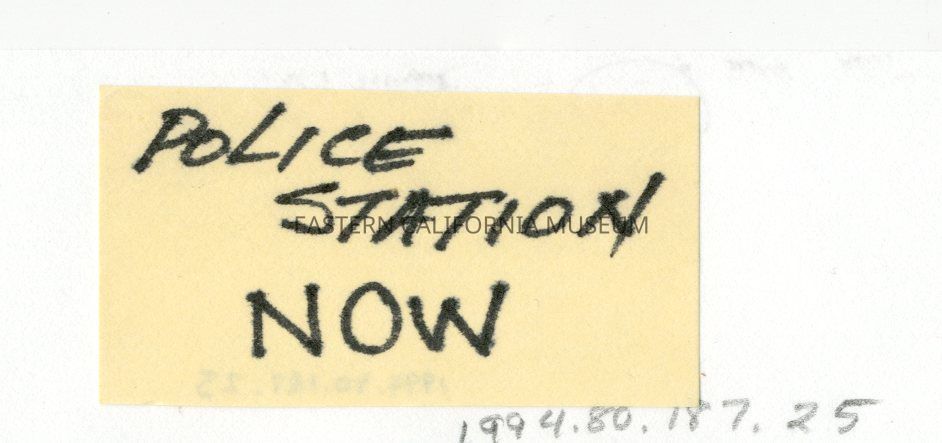 POLICE
STATION
EASTERN CALIFORNIA MUSEUM
NOW
1994.80.187.25
1994.80.187.25